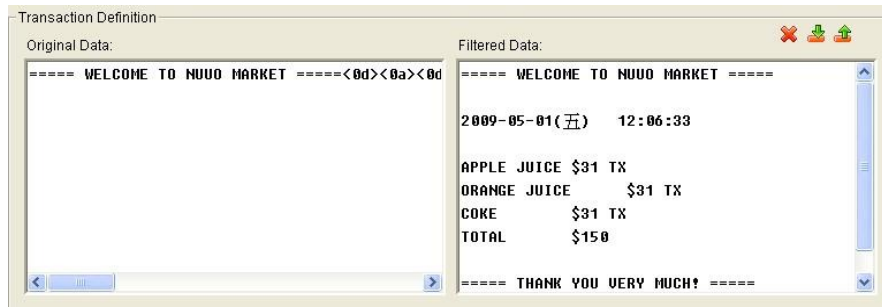 Transaction Definition
Original Data:
===== WELCOME TO NUUO MARKET =====<0d><0a><0d
Filtered Data:
===== WELCOME TO NUUO MARKET =====
2009-05-01(五) 12:06:33
APPLE JUICE $31 TX
ORANGE JUICE $31 TX
COKE $31 TX
TOTAL $150
===== THANK YOU VERY MUCH! =====